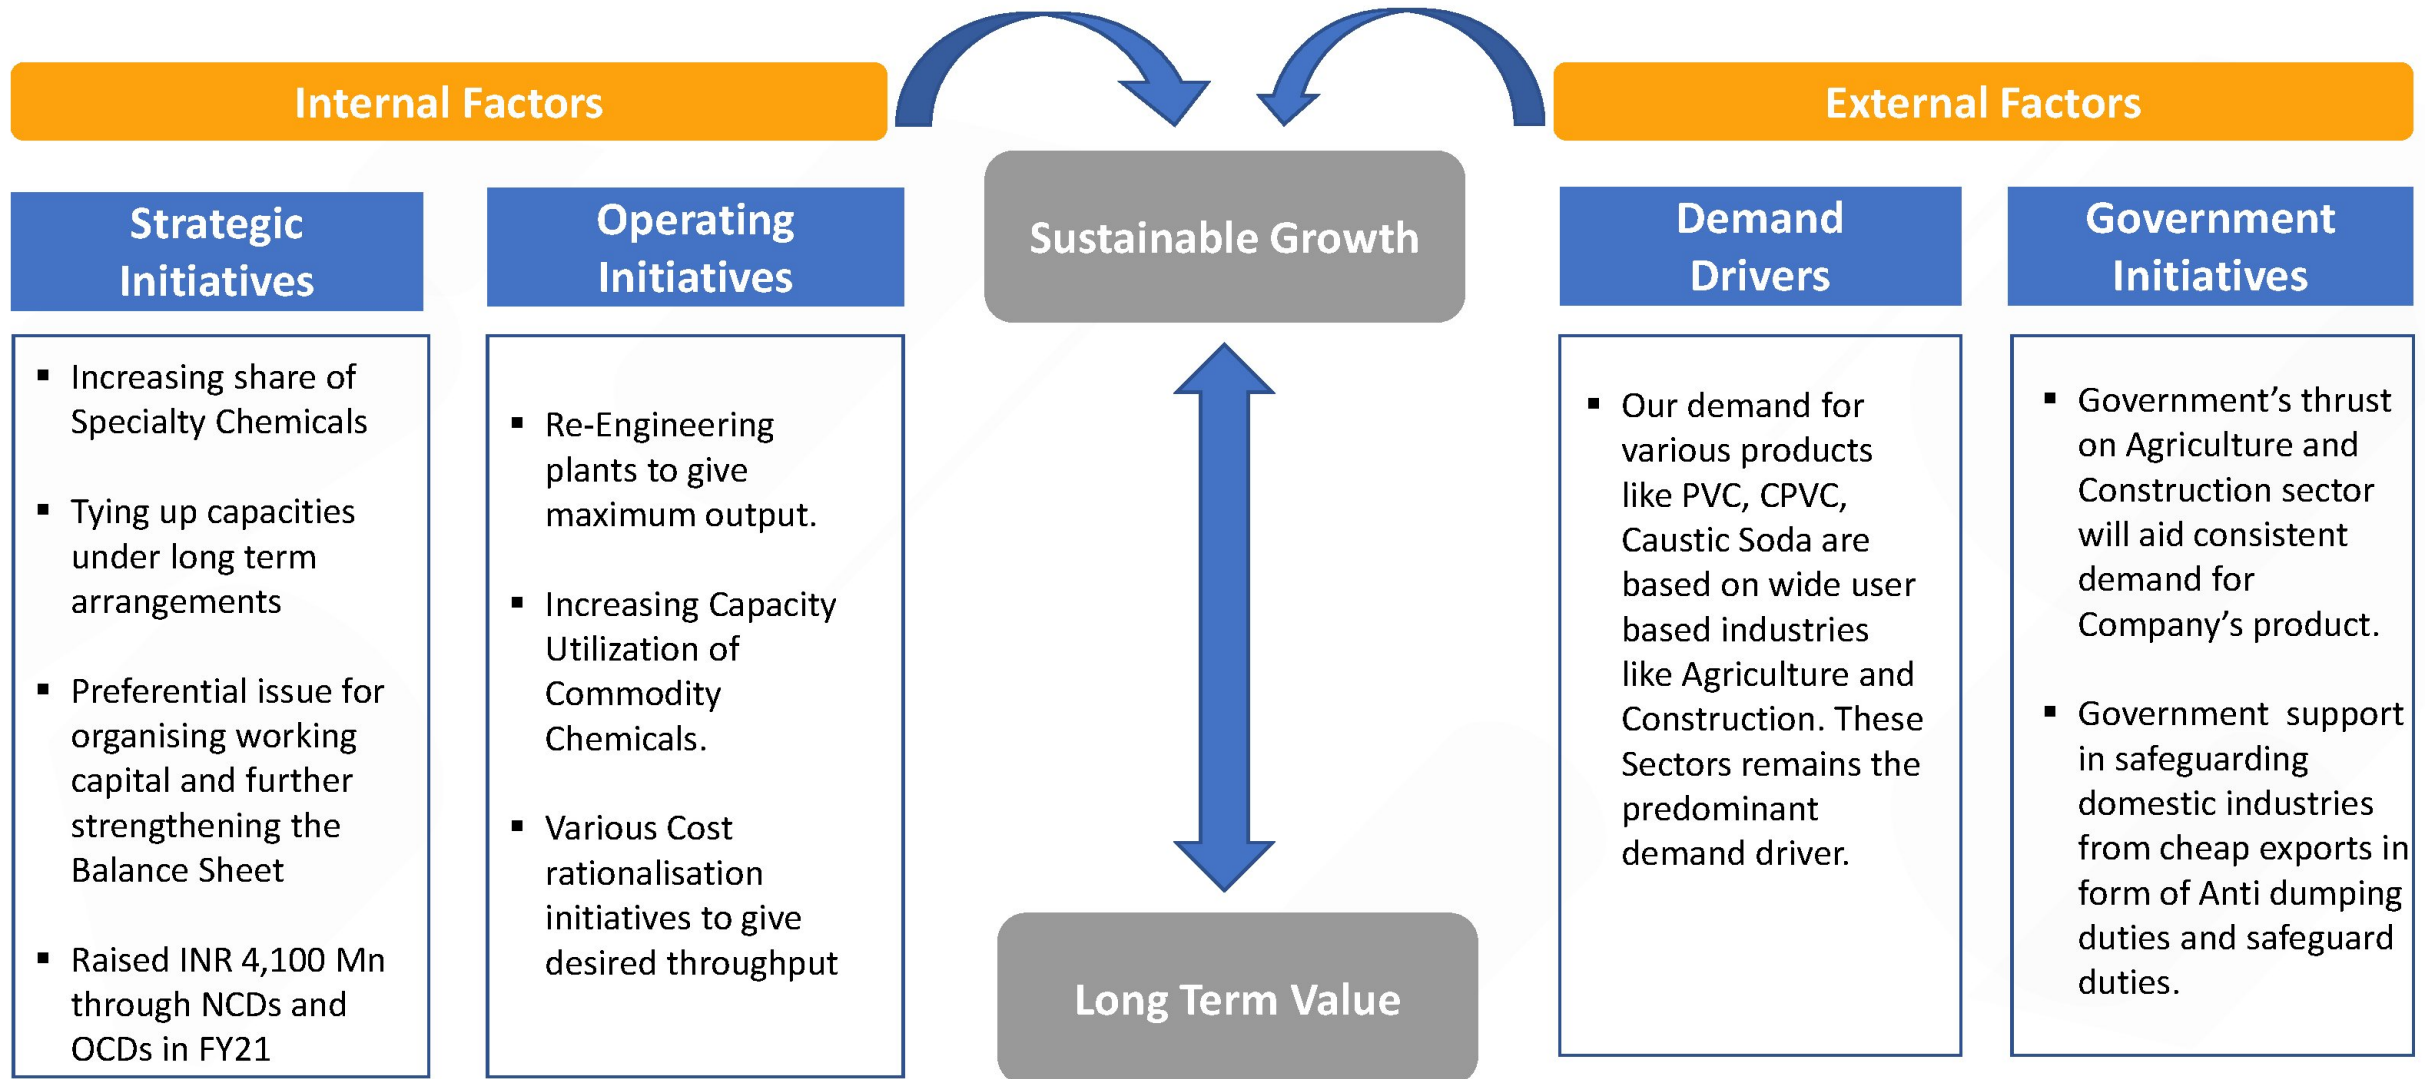 Internal Factors
External Factors
Strategic
Initiatives
Increasing share of
Specialty Chemicals
Tying up capacities
under long term
arrangements
Preferential issue for
organising working
capital and further
strengthening the
Balance Sheet
Raised INR 4,100 Mn
through NCDs and
OCDs in FY21
Operating
Initiatives
Re-Engineering
plants to give
maximum output.
Increasing Capacity
Utilization of
Commodity
Chemicals.
Various Cost
rationalisation
initiatives to give
desired throughput
Sustainable Growth
Long Term Value
Demand
Drivers
Our demand for
various products
like PVC, CPVC,
Caustic Soda are
based on wide user
based industries
like Agriculture and
Construction. These
Sectors remains the
predominant
demand driver.
Government
Initiatives
Government’s thrust
on Agriculture and
Construction sector
will aid consistent
demand for
Company’s product.
Government support
in safeguarding
domestic industries
from cheap exports in
form of Anti dumping
duties and safeguard
duties.